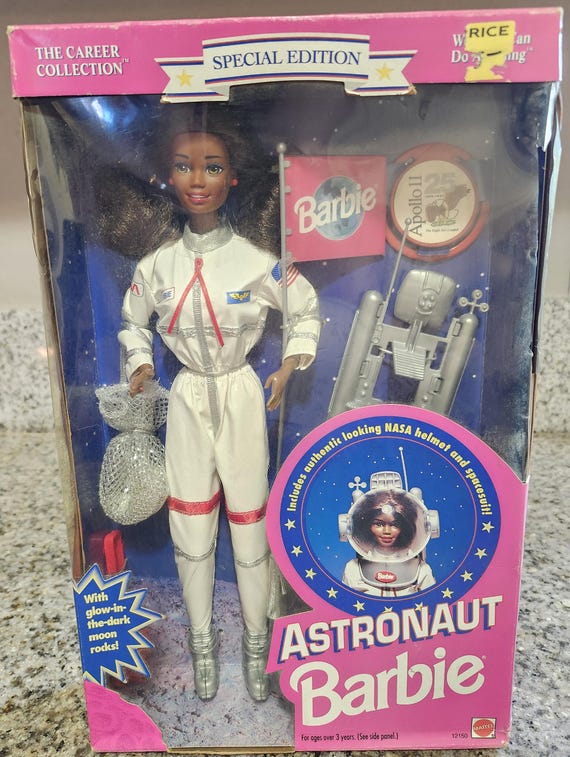 THE CAREER
COLLECTION™
SPECIAL EDITION
RICE
Barbie
Apollo 11
25
Includes authentic looking NASA helmet and spacesuit!
Barbie
With
glow-in-
the-dark
moon
rocks!
ASTRONAUT
Barbie®
For ages over 3 years. (See side panel.)
12150
MATTEL